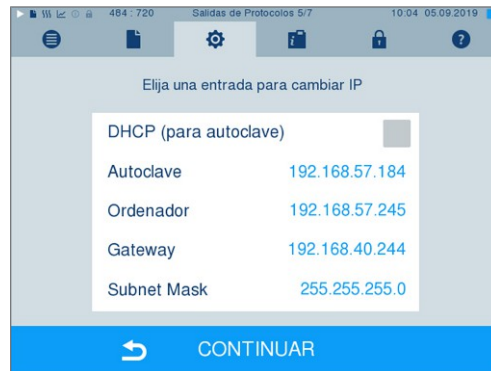 484 : 720 Salidas de Protocolos 5/7 10:04 05.09.2019
Elija una entrada para cambiar IP
DHCP (para autoclave)
Autoclave 192.168.57.184
Ordenador 192.168.57.245
Gateway 192.168.40.244
Subnet Mask 255.255.255.0
CONTINUAR